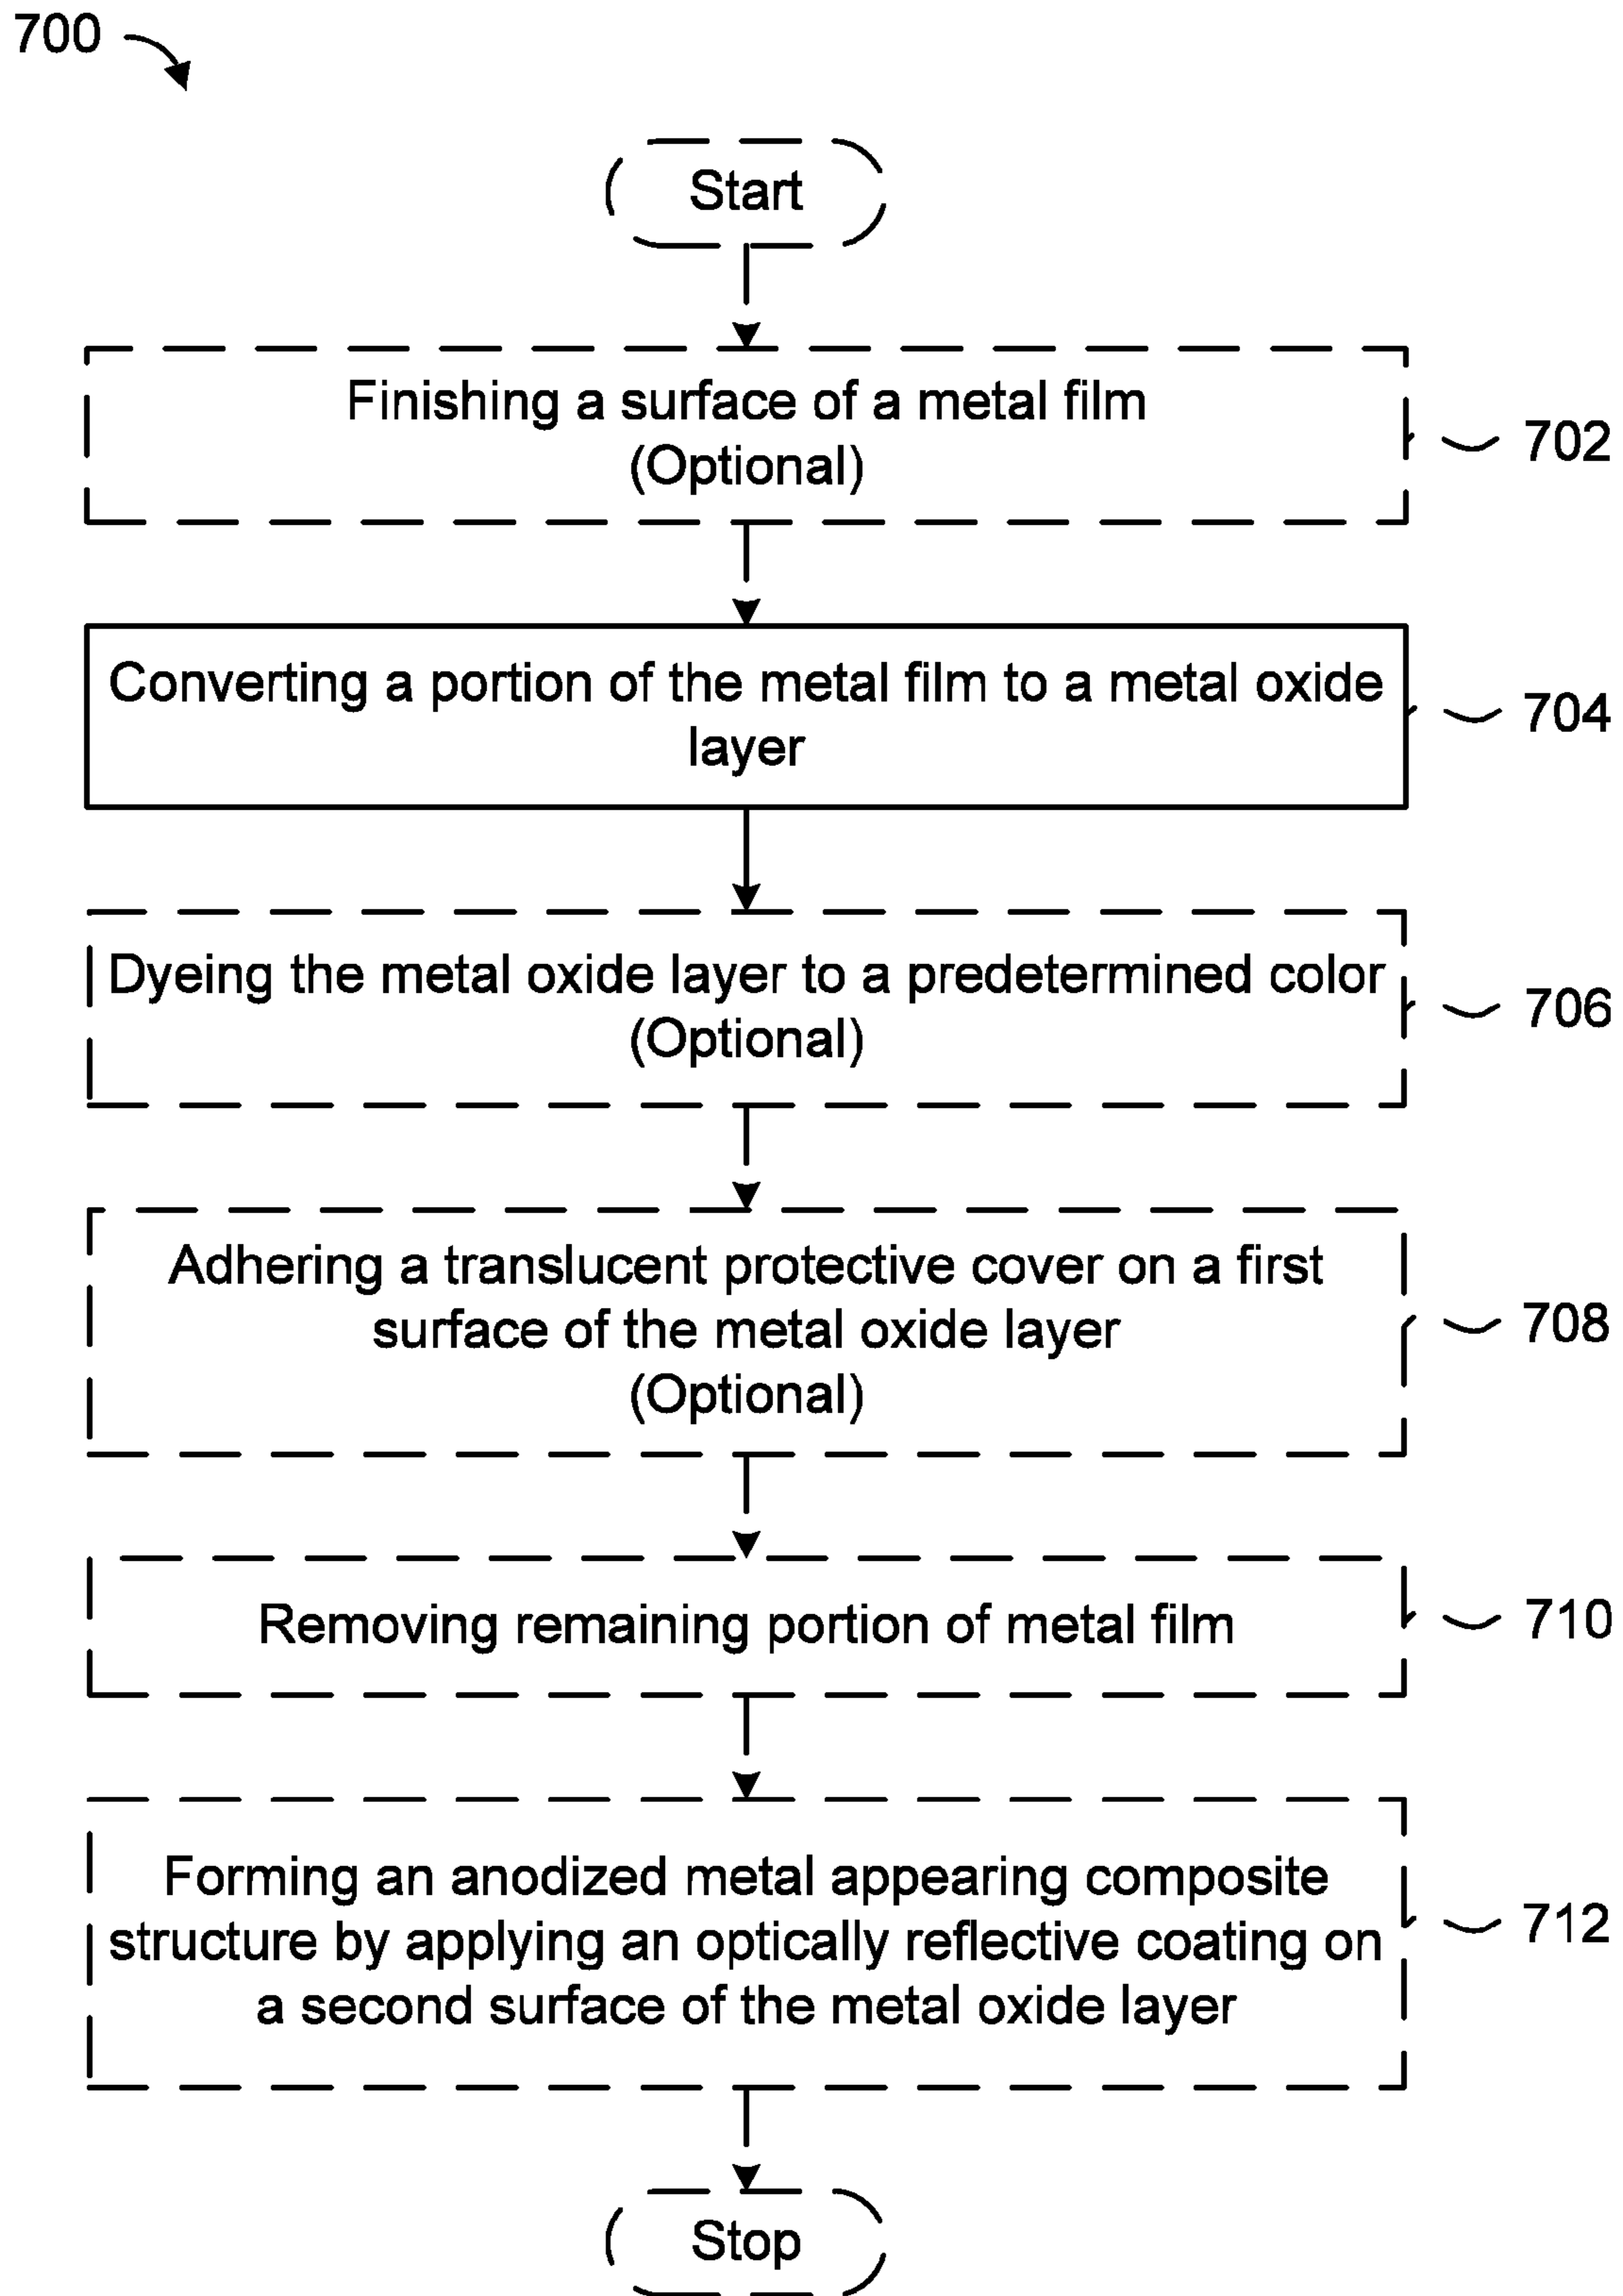 700
Start
Finishing a surface of a metal film
(Optional)
702
Converting a portion of the metal film to a metal oxide
layer
704
Dyeing the metal oxide layer to a predetermined color
(Optional)
706
Adhering a translucent protective cover on a first
surface of the metal oxide layer
(Optional)
708
Removing remaining portion of metal film
710
Forming an anodized metal appearing composite
structure by applying an optically reflective coating on
a second surface of the metal oxide layer
712
Stop